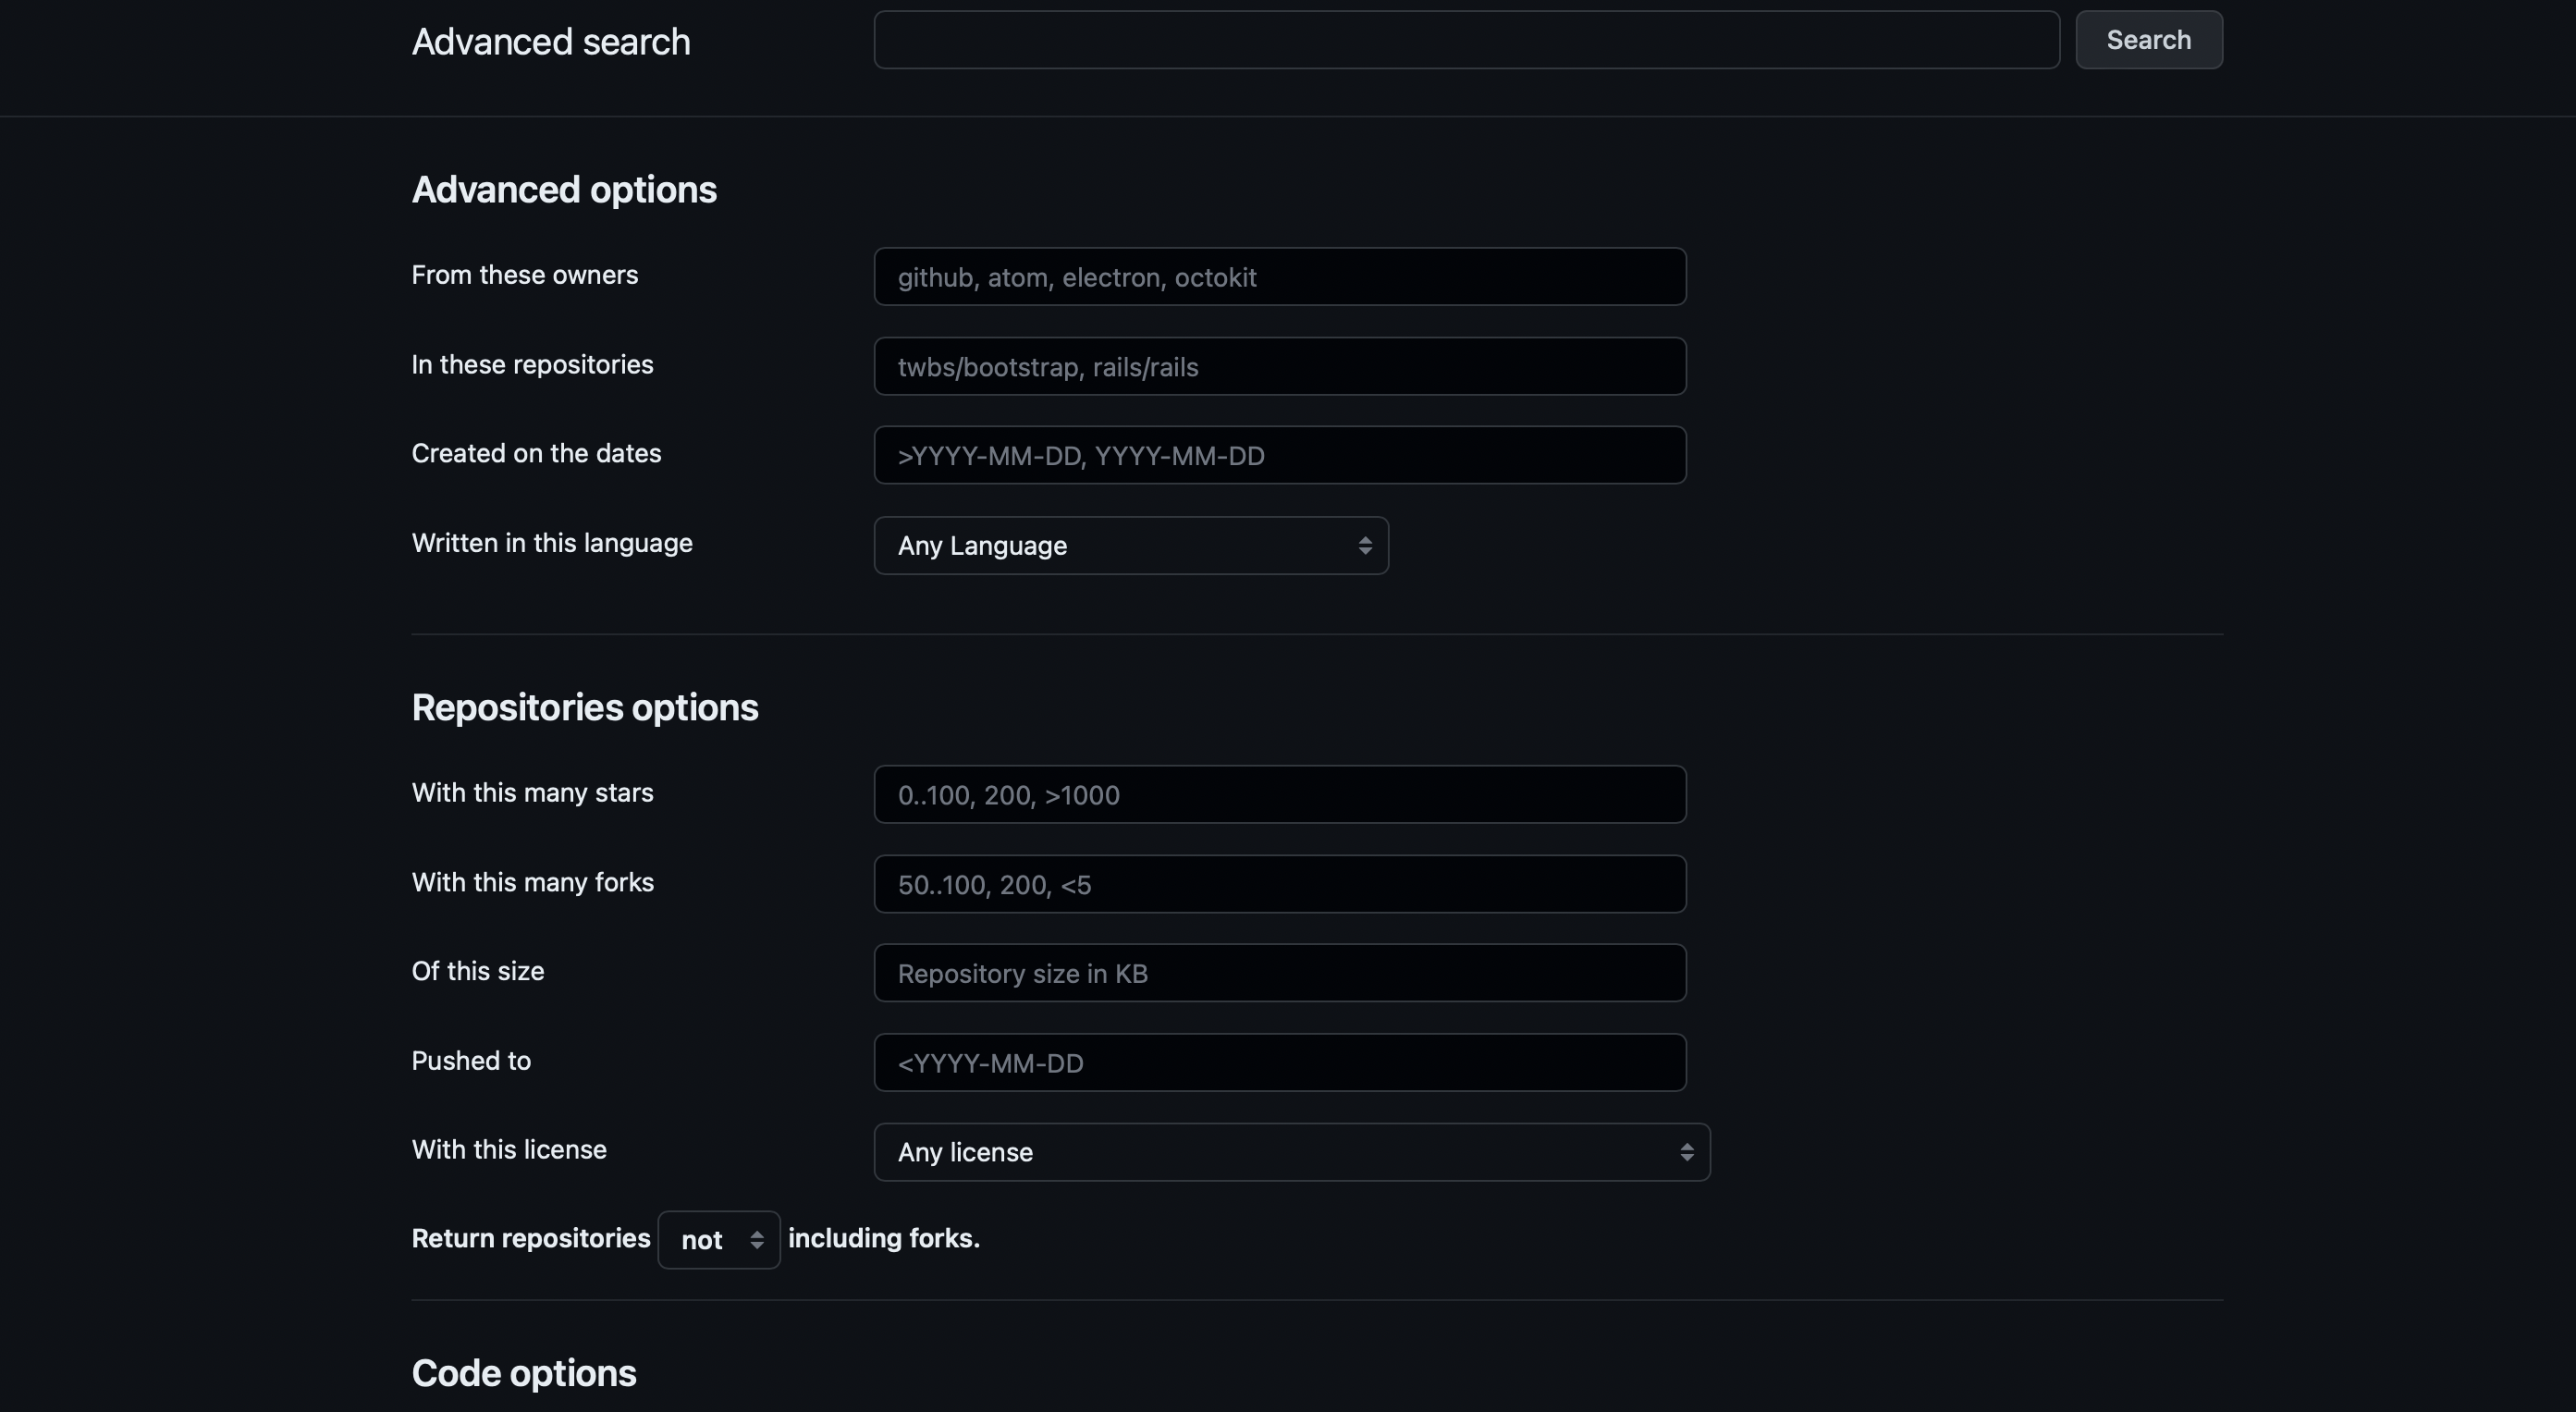 Advanced search
Search
Advanced options
From these owners
github, atom, electron, octokit
In these repositories
twbs/bootstrap, rails/rails
Created on the dates
>YYYY-MM-DD, YYYY-MM-DD
Written in this language
Any Language
Repositories options
With this many stars
0..100, 200, >1000
With this many forks
50..100, 200, <5
Of this size
Repository size in KB
Pushed to
<YYYY-MM-DD
With this license
Any license
Return repositories not including forks.
Code options